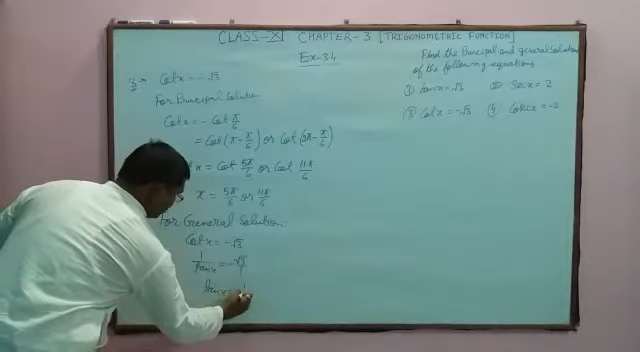 CLASS-XI CHAPTER-3 [TRIGONOMETRIC FUNCTION]
Ex-3.4
Find the Principal and general Solution
of the following equations
① tan x = √3 ② Sec x = 2
③ Cot x = -√3 ④ Cosec x = -2
3→ Cot x = -√3
For Principal Solution
Cot x = - Cot π/6
= Cot (π - π/6) or Cot (2π - π/6)
x = Cot 5π/6 or Cot 11π/6
x = 5π/6 or 11π/6
For General Solution
Cot x = -√3
1/tan x = -√3/1
tan x =